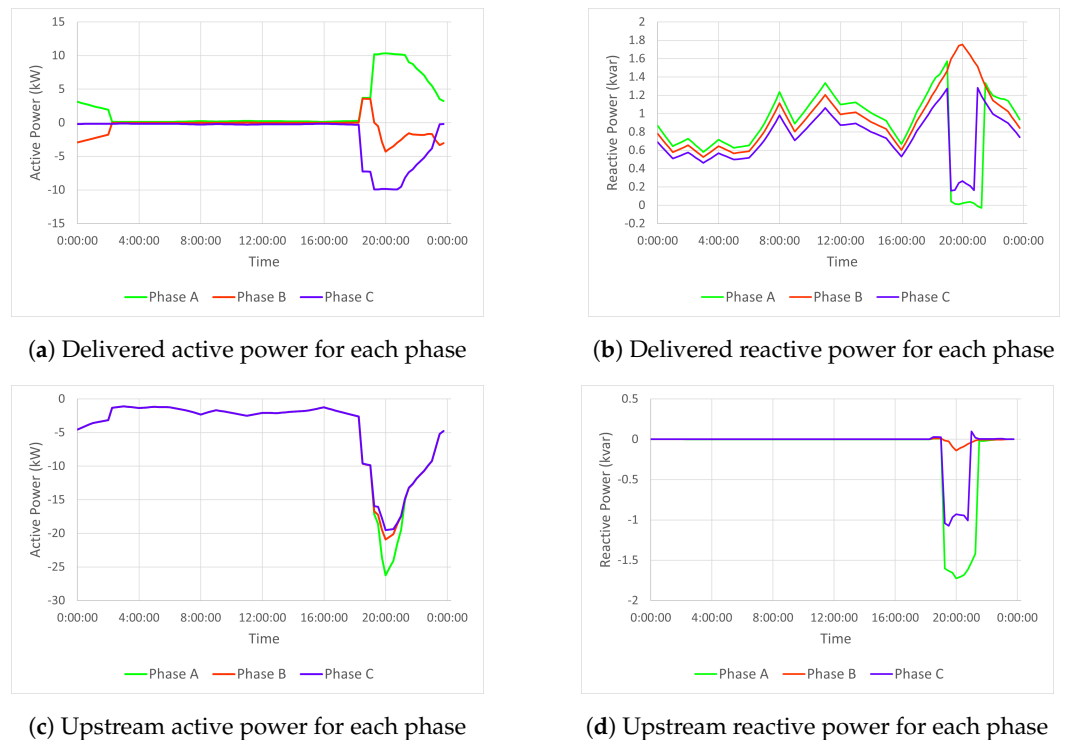 15
10
5
0
-5
-10
-15
Active Power (kW)
0:00:00 4:00:00 8:00:00 12:00:00 16:00:00 20:00:00 0:00:00
Time
Phase A Phase B Phase C
(a) Delivered active power for each phase
2
1.8
1.6
1.4
1.2
1
0.8
0.6
0.4
0.2
0
-0.2
Reactive Power (kvar)
0:00:00 4:00:00 8:00:00 12:00:00 16:00:00 20:00:00 0:00:00
Time
Phase A Phase B Phase C
(b) Delivered reactive power for each phase
0
-5
-10
-15
-20
-25
-30
Active Power (kW)
0:00:00 4:00:00 8:00:00 12:00:00 16:00:00 20:00:00 0:00:00
Time
Phase A Phase B Phase C
(c) Upstream active power for each phase
0.5
0
-0.5
-1
-1.5
-2
Reactive Power (kvar)
0:00:00 4:00:00 8:00:00 12:00:00 16:00:00 20:00:00 0:00:00
Time
Phase A Phase B Phase C
(d) Upstream reactive power for each phase